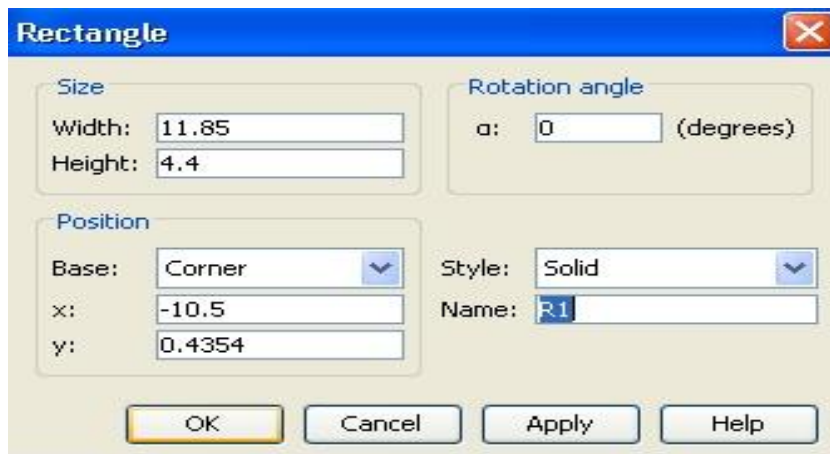 Rectangle
Size
Width: 11.85
Height: 4.4
Rotation angle
α: 0 (degrees)
Position
Base: Corner
x: -10.5
y: 0.4354
Style: Solid
Name: R1
OK Cancel Apply Help